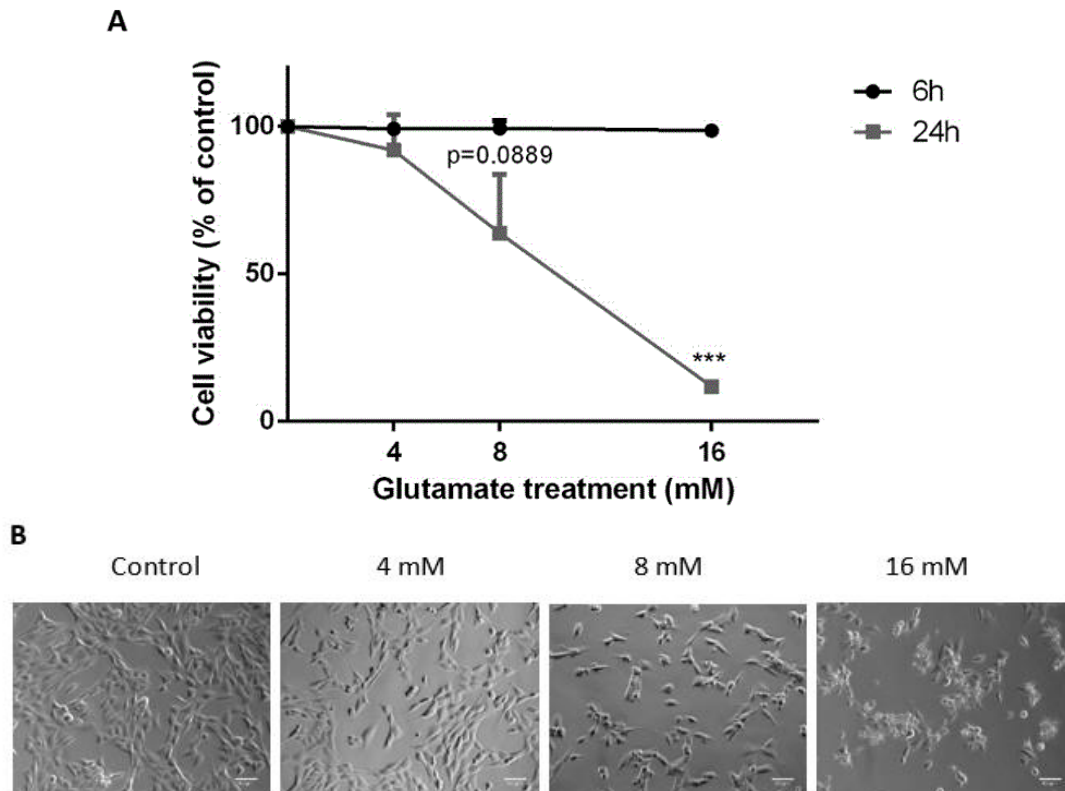 A
Cell viability (% of control)
100
50
0
p=0.0889
***
6h
24h
4 8 16
Glutamate treatment (mM)
B
Control 4 mM 8 mM 16 mM